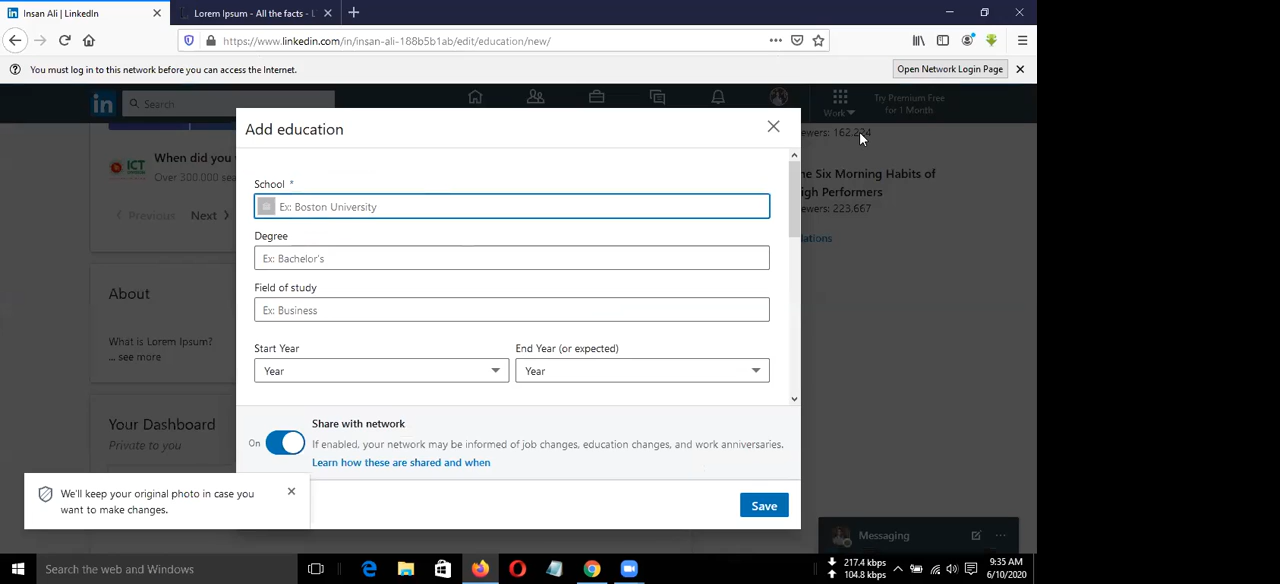 Insan Ali | LinkedIn
Lorem Ipsum - All the facts - L
https://www.linkedin.com/in/insan-ali-188b5b1ab/edit/education/new/
You must log in to this network before you can access the Internet.
Open Network Login Page
in
Search
Work
Try Premium Free
for 1 Month
Add education
ewers: 162.224
ICT
When did you
Over 300.000 sea
he Six Morning Habits of
igh Performers
School *
Previous
Next
Ex: Boston University
ewers: 223,667
Degree
Ex: Bachelor's
Field of study
About
Ex: Business
What is Lorem Ipsum?
... see more
Start Year
End Year (or expected)
Year
Year
Your Dashboard
Private to you
Share with network
On
If enabled, your network may be informed of job changes, education changes, and work anniversaries.
Learn how these are shared and when
We'll keep your original photo in case you
want to make changes.
Save
Messaging
Search the web and Windows
217.4 kbps
104.8 kbps
9:35 AM
6/10/2020